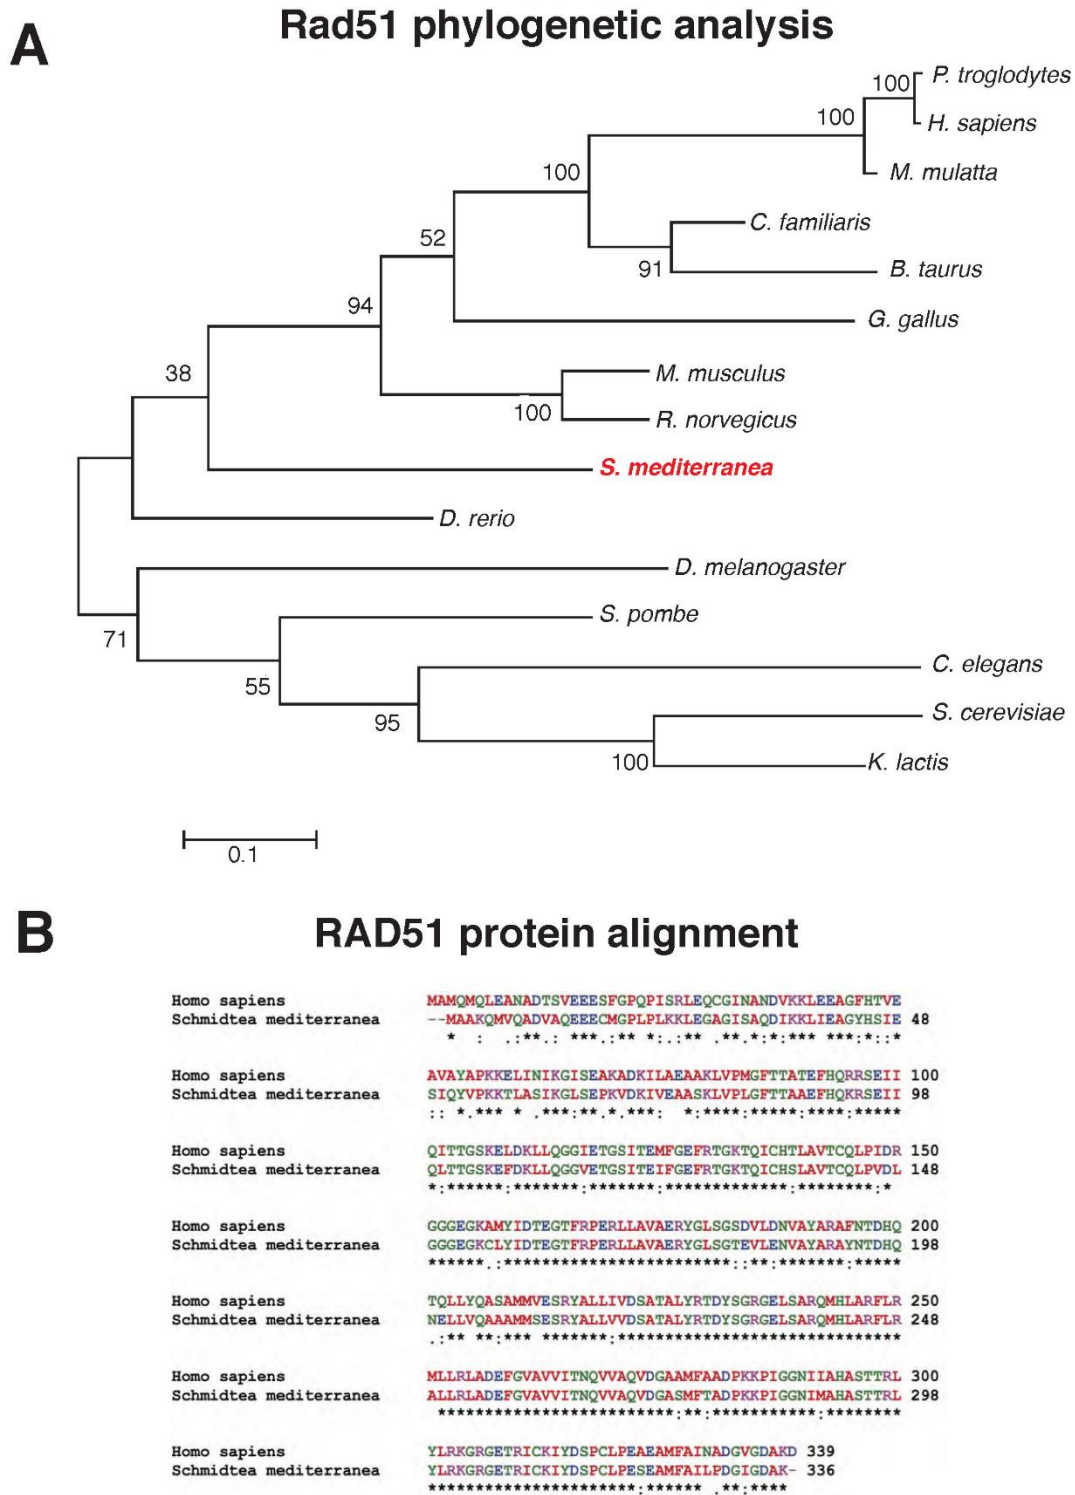 A
Rad51 phylogenetic analysis
100 P. troglodytes
100 H. sapiens
M. mulatta
100
C. familiaris
52
91 B. taurus
94
G. gallus
38
M. musculus
100 R. norvegicus
S. mediterranea
D. rerio
D. melanogaster
71 S. pombe
55 C. elegans
95 S. cerevisiae
100 K. lactis
0.1
B
RAD51 protein alignment
Homo sapiens MAMQMQLEANADTSVEEESFGPQPISRLEQCGINANDVKKLEEAGFHTVE
Schmidtea mediterranea --MAAKQMVQADVAQEEECMGPLPLKKLEGAGISAQDIKKLIEAGYHSIE 48
Homo sapiens AVAYAPKKELINIKGISEAKADKILAEAAKLVPMGFTTATEFHQRRSEII 100
Schmidtea mediterranea SIQYVPKKTLASIKGLSEPKVDKIVEAASKLVPLGFTTAAEFHQKRSEII 98
Homo sapiens QITTGSKELDKLLQGGIETGSITEMFGEFRTGKTQICHTLAVTCQLPIDR 150
Schmidtea mediterranea QLTTGSKEFDKLLQGGVETGSITEIFGEFRTGKTQICHSLAVTCQLPVDL 148
Homo sapiens GGGEGKAMYIDTEGTFRPERLLAVAERYGLSGSDVLDNVAYARAFNTDHQ 200
Schmidtea mediterranea GGGEGKCLYIDTEGTFRPERLLAVAERYGLSGTEVLENVAYARAYNTDHQ 198
Homo sapiens TQLLYQASAMMVESRYALLIVDSATALYRTDYSGRGELSARQMHLARFLR 250
Schmidtea mediterranea NELLVQAAAMMSESRYALLVVDSATALYRTDYSGRGELSARQMHLARFLR 248
Homo sapiens MLLRLADEFGVAVVITNQVVAQVDGAAMFAADPKKPIGGNIIAHASTTRL 300
Schmidtea mediterranea ALLRLADEFGVAVVITNQVVAQVDGASMFTADPKKPIGGNIMAHASTTRL 298
Homo sapiens YLRKGRGETRICKIYDSPCLPEAEAMFAINADGVGDAKD 339
Schmidtea mediterranea YLRKGRGETRICKIYDSPCLPESEAMFAILPDGIGDAK- 336